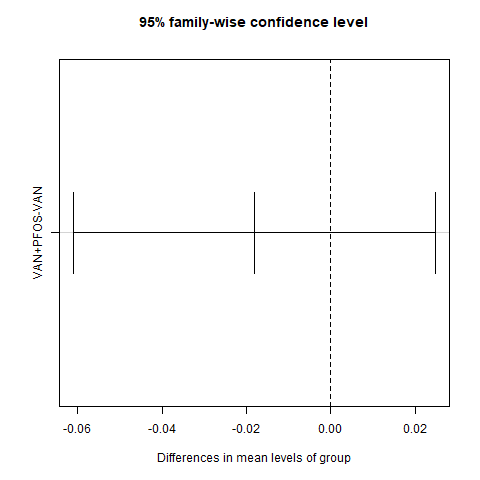 95% family-wise confidence level
VAN+PFOS-VAN
-0.06 -0.04 -0.02 0.00 0.02
Differences in mean levels of group